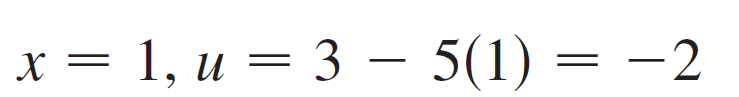 x = 1, u = 3 − 5(1) = −2